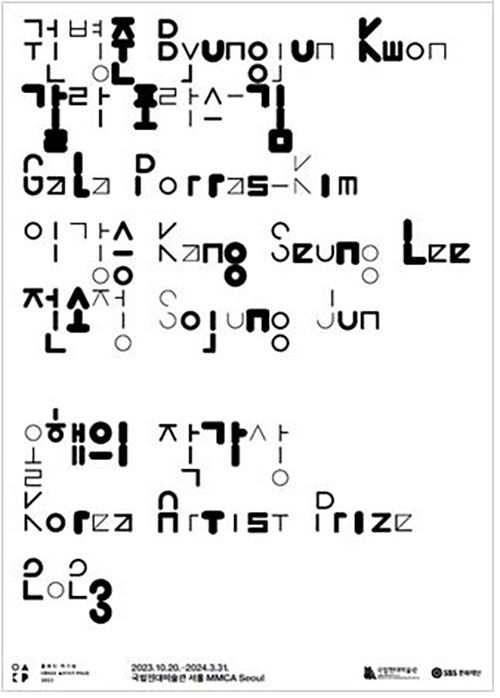 권병준 Byungjun Kwon
갈라 포라스-김
Gala Porras-Kim
이강승 Kang Seung Lee
전소정 Sojung Jun
올해의 작가상
Korea Artist Prize
2023
OA
KP
올해의 작가상
KOREA ARTIST PRIZE
2023
2023.10.20.-2024.3.31.
국립현대미술관 서울 MMCA Seoul
국립현대미술관
SBS 문화재단